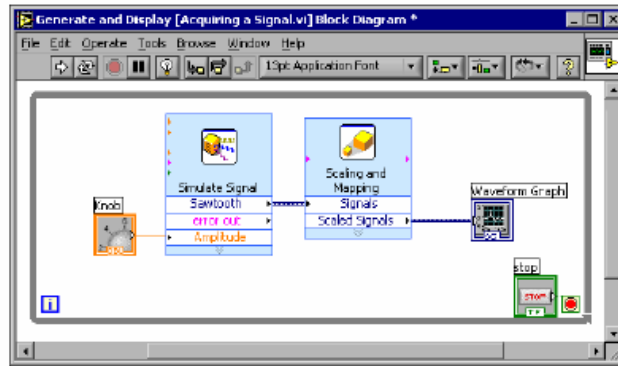 Generate and Display [Acquiring a Signal.vi] Block Diagram *
File Edit Operate Tools Browse Window Help
13pt Application Font
Simulate Signal
Sawtooth
error out
Amplitude
Scaling and
Mapping
Signals
Scaled Signals
Knob
Waveform Graph
stop
STOP
TF
i